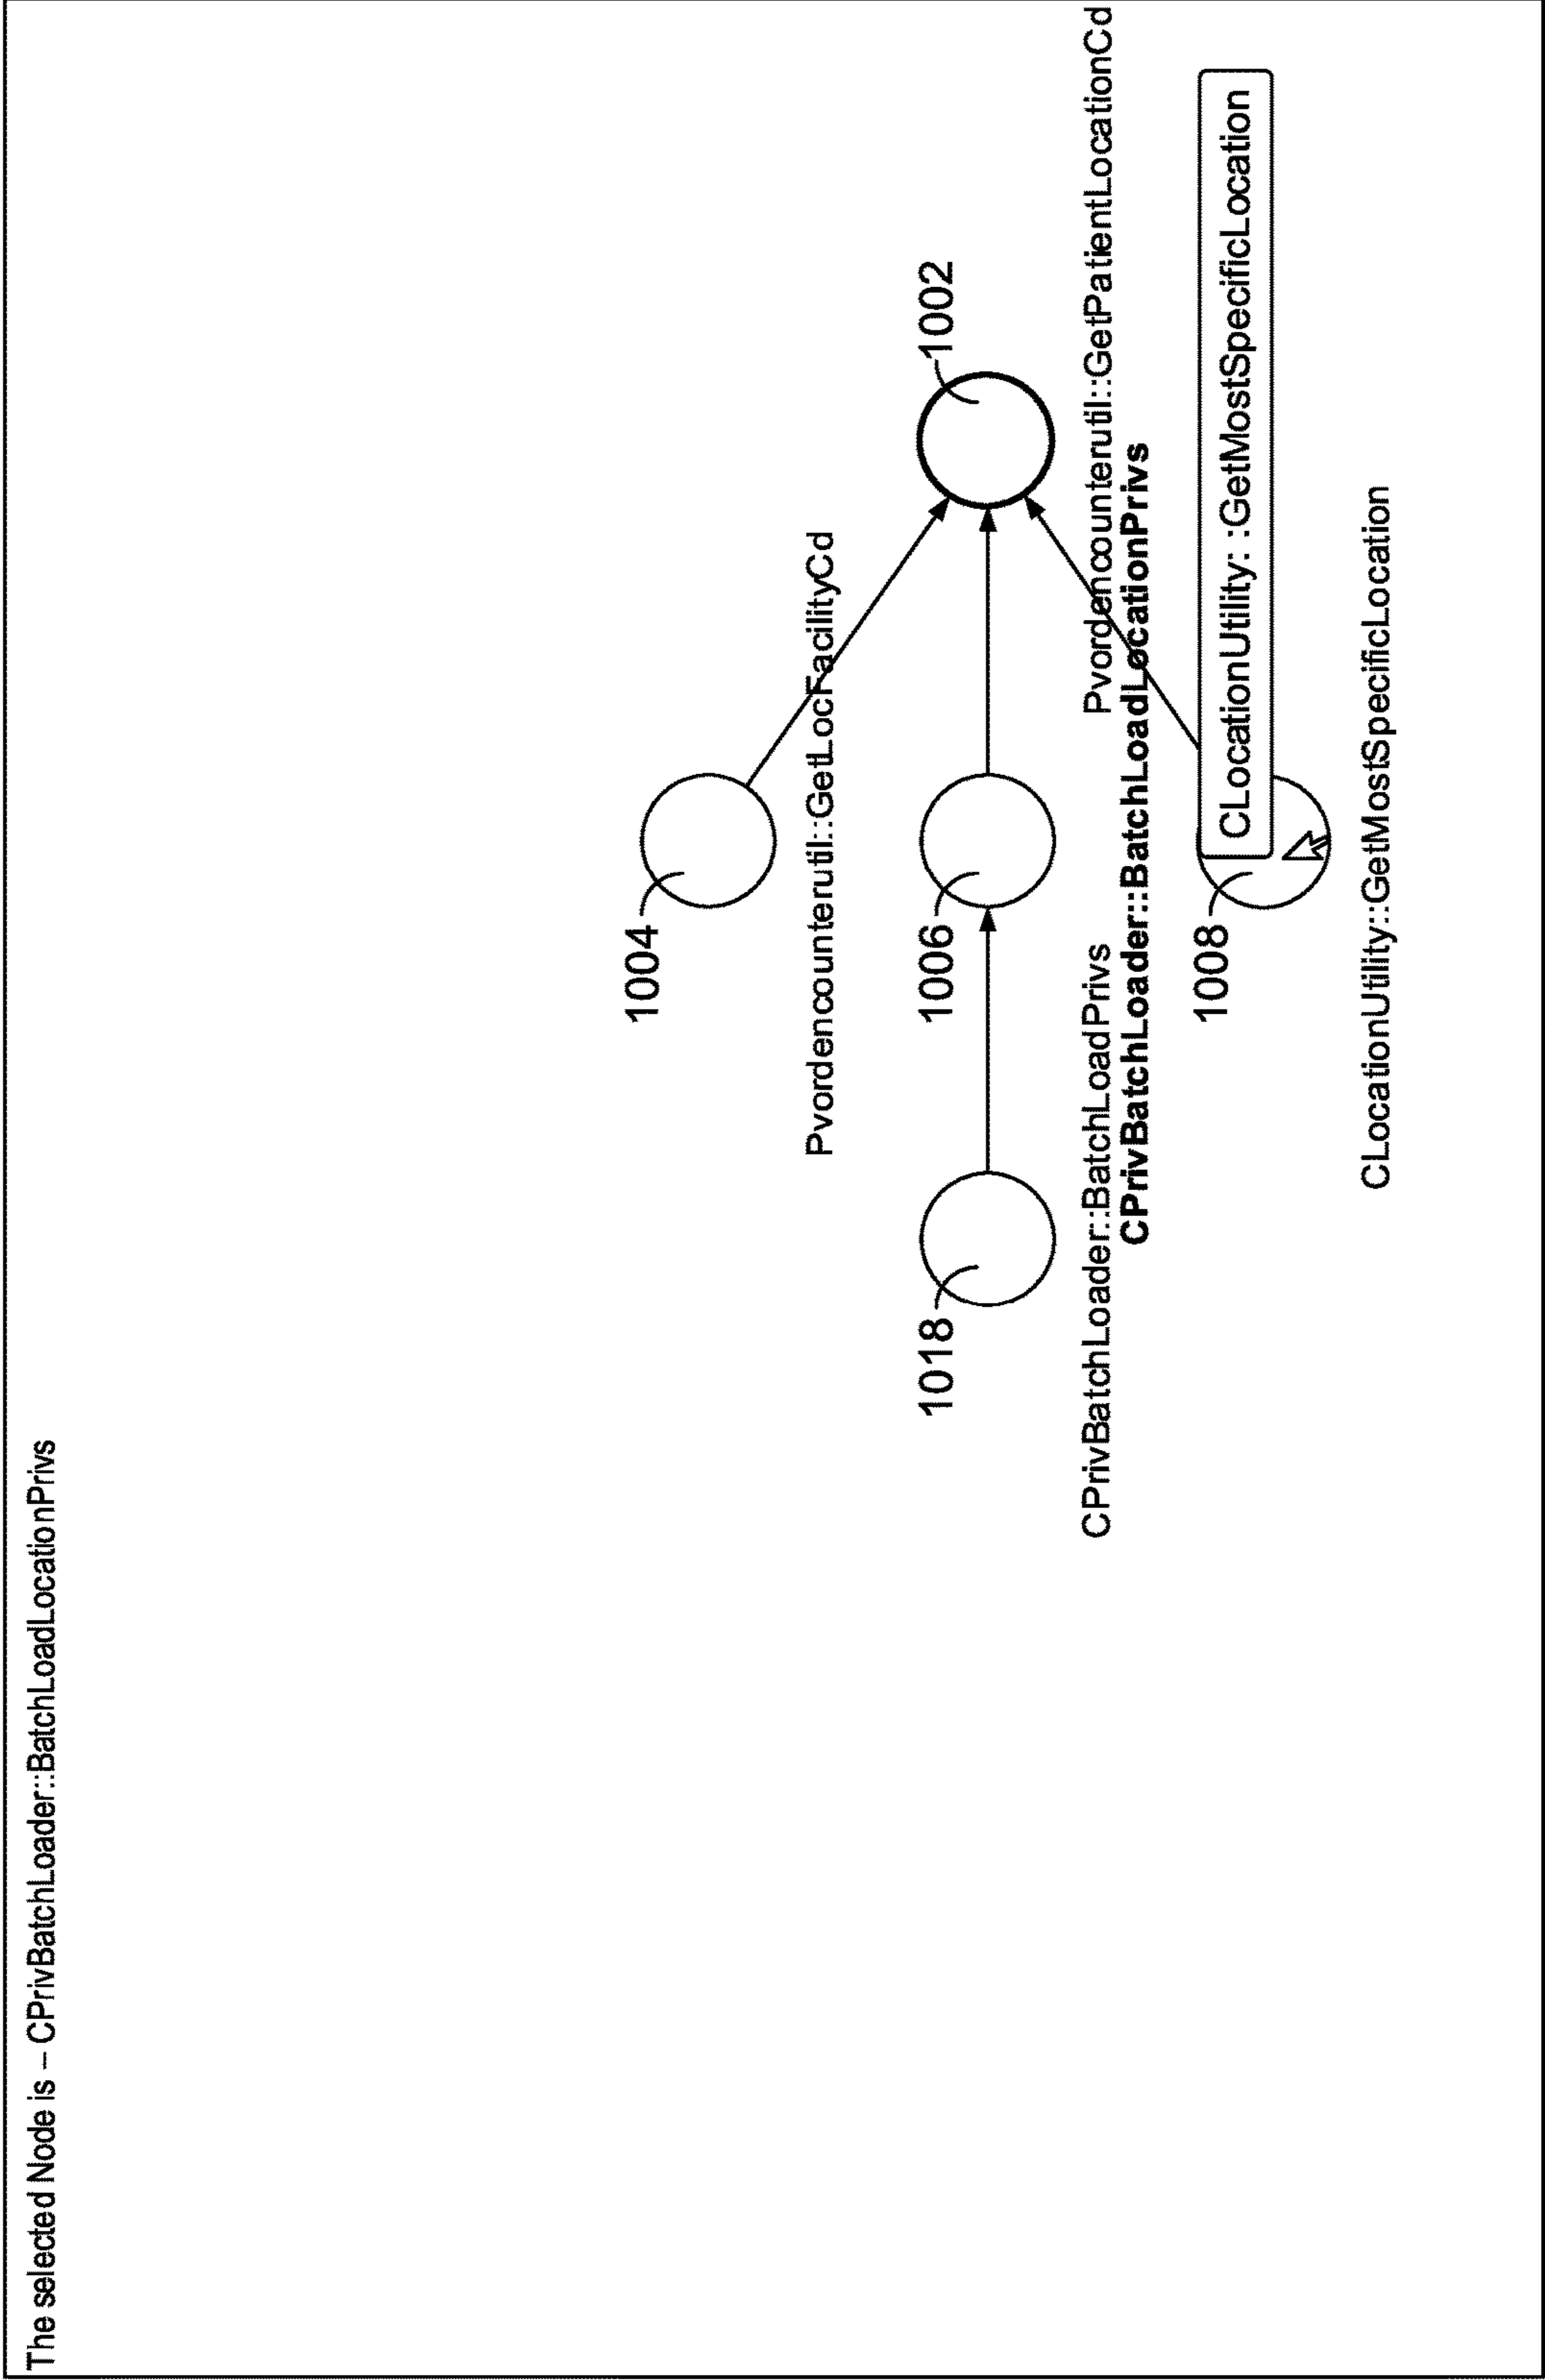 The selected Node is – CPrivBatchLoader::BatchLoadLocationPrivs
1004
Pvordencounterutil::GetLocFacilityCd
1018
1006
1002
CPrivBatchLoader::BatchLoadPrivs
Pvordencounterutil::GetPatientLocationCd
CPrivBatchLoader::BatchLoadLocationPrivs
1008
CLocationUtility: :GetMostSpecificLocation
CLocationUtility::GetMostSpecificLocation